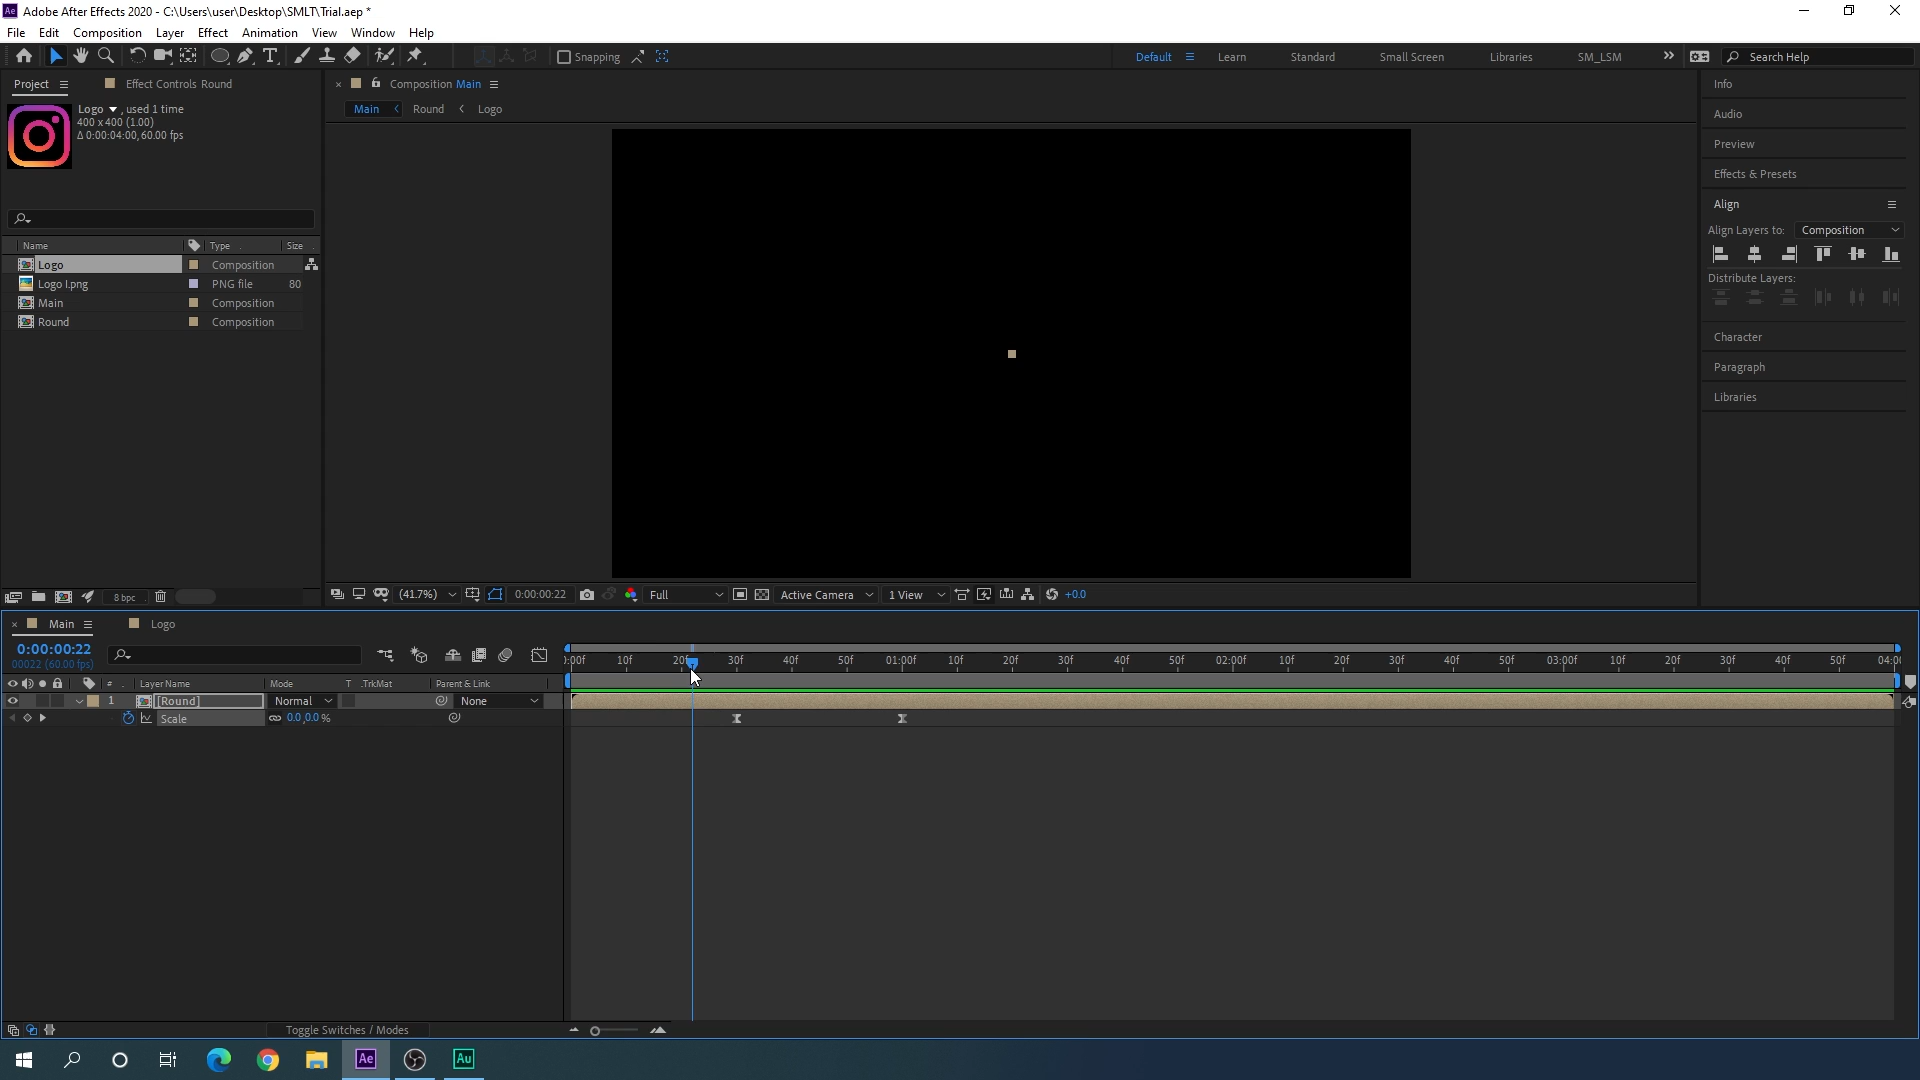 Ae Adobe After Effects 2020 - C:\Users\user\Desktop\SMLT\Trial.aep *
File Edit Composition Layer Effect Animation View Window Help
Snapping
Default Learn Standard Small Screen Libraries SM_LSM Search Help
Project Effect Controls Round
Logo , used 1 time
400 x 400 (1.00)
Δ 0:00:04:00, 60.00 fps
Name Type Size
Logo Composition
Logo I.png PNG file 80
Main Composition
Round Composition
8 bpc
Composition Main
Main Round Logo
(41.7%) 0:00:00:22 Full Active Camera 1 View +0.0
Info
Audio
Preview
Effects & Presets
Align
Align Layers to: Composition
Distribute Layers:
Character
Paragraph
Libraries
Main Logo
0:00:00:22
00022 (60.00 fps)
):00f 10f 20f 30f 40f 50f 01:00f 10f 20f 30f 40f 50f 02:00f 10f 20f 30f 40f 50f 03:00f 10f 20f 30f 40f 50f 04:0
# Layer Name Mode T .TrkMat Parent & Link
1 [Round] Normal None
Scale 0.0,0.0 %
Toggle Switches / Modes
Ae Au